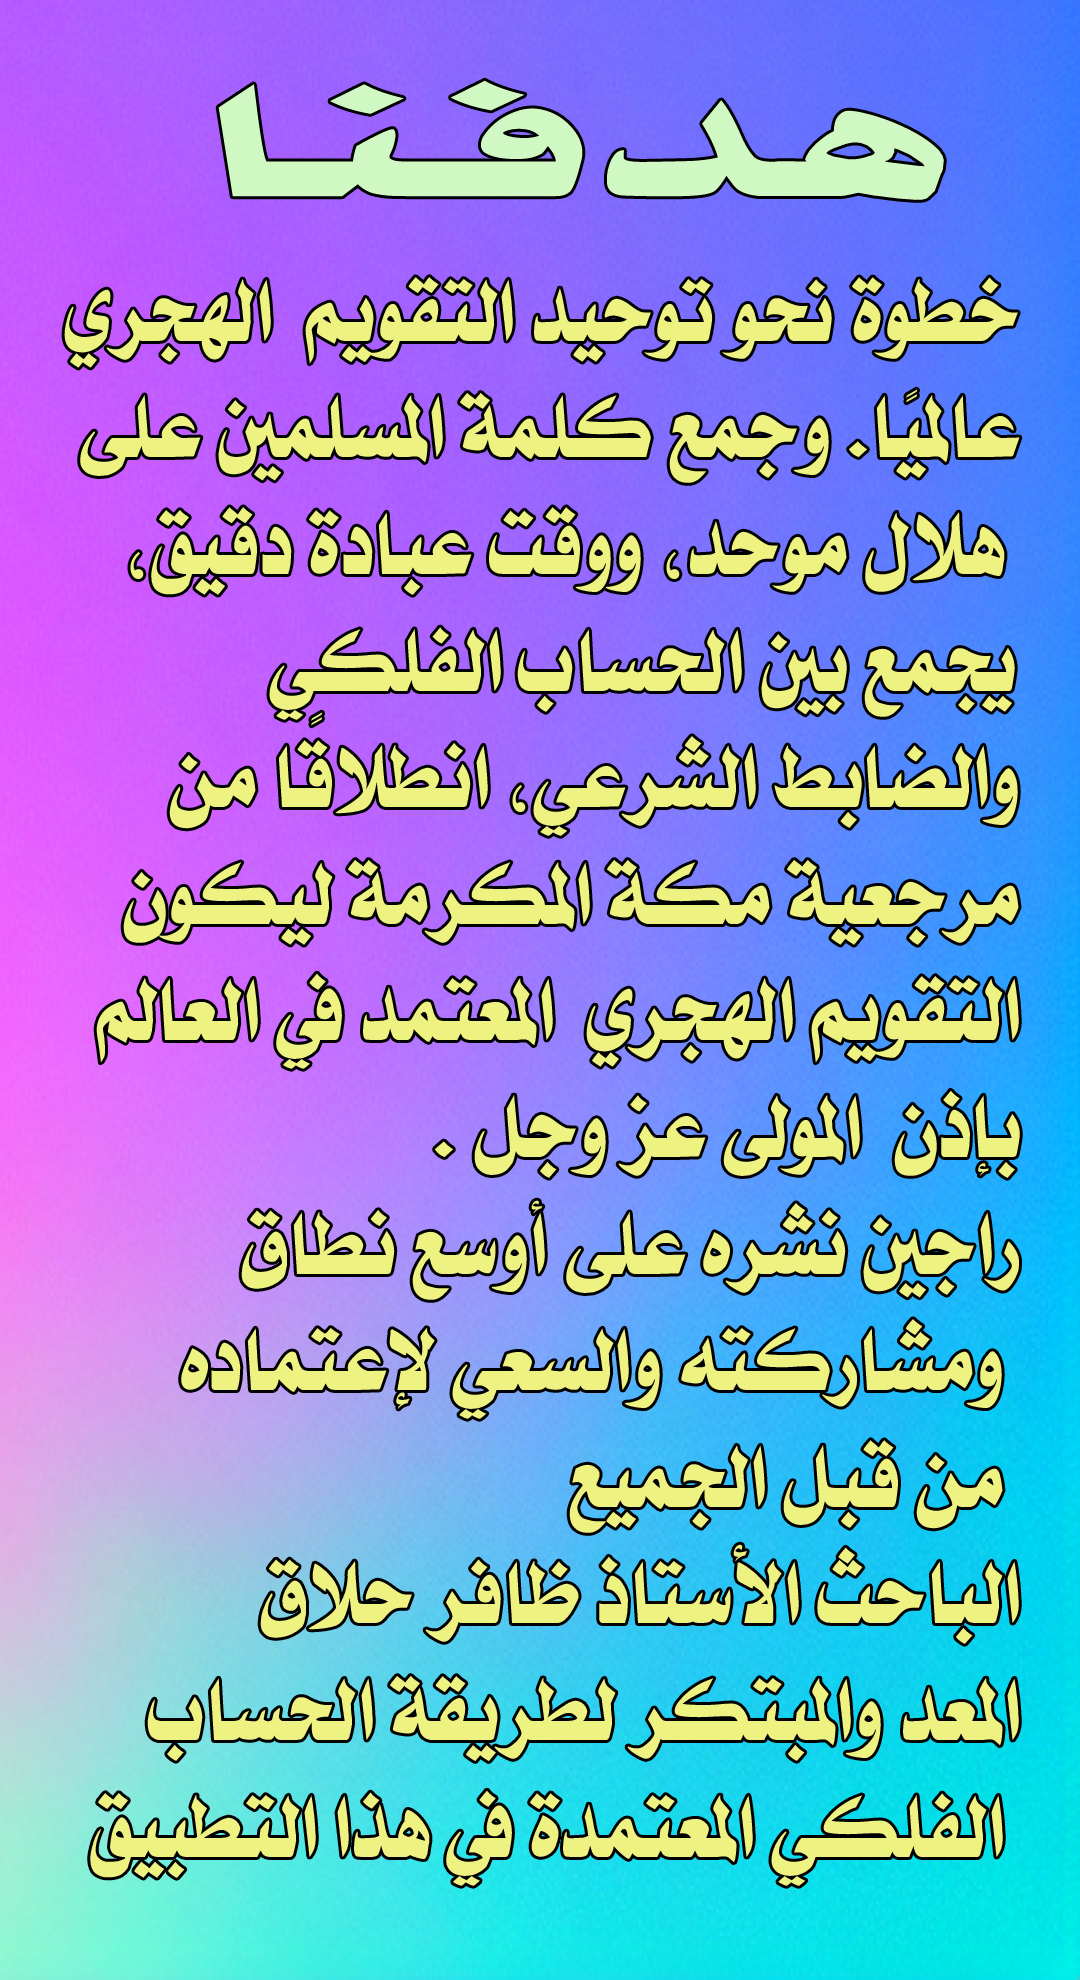 هدفنا
خطوة نحو توحيد التقويم الهجري
عالميًا. وجمع كلمة المسلمين على
هلال موحد، ووقت عبادة دقيق،
يجمع بين الحساب الفلكي
والضابط الشرعي، انطلاقًا من
مرجعية مكة المكرمة ليكون
التقويم الهجري المعتمد في العالم
بإذن المولى عز وجل .
راجين نشره على أوسع نطاق
ومشاركته والسعي لإعتماده
من قبل الجميع
الباحث الأستاذ ظافر حلاق
المعد والمبتكر لطريقة الحساب
الفلكي المعتمدة في هذا التطبيق